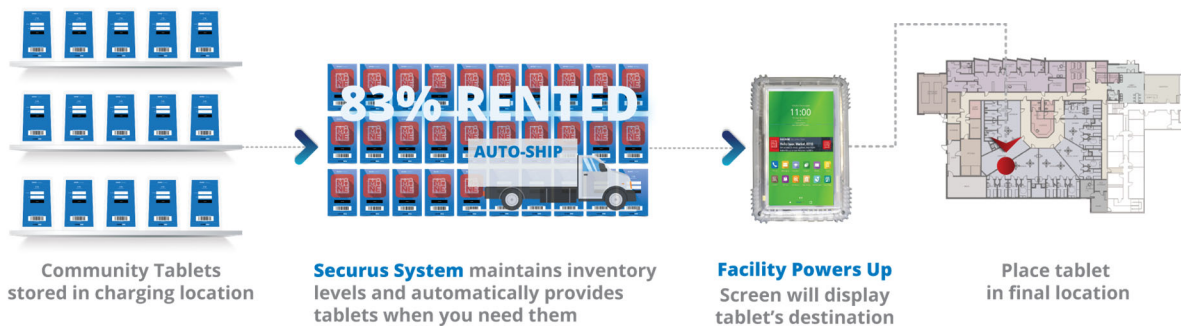 83% RENTED
AUTO-SHIP
11:00
Community Tablets
stored in charging location
Securus System maintains inventory
levels and automatically provides
tablets when you need them
Facility Powers Up
Screen will display
tablet's destination
Place tablet
in final location